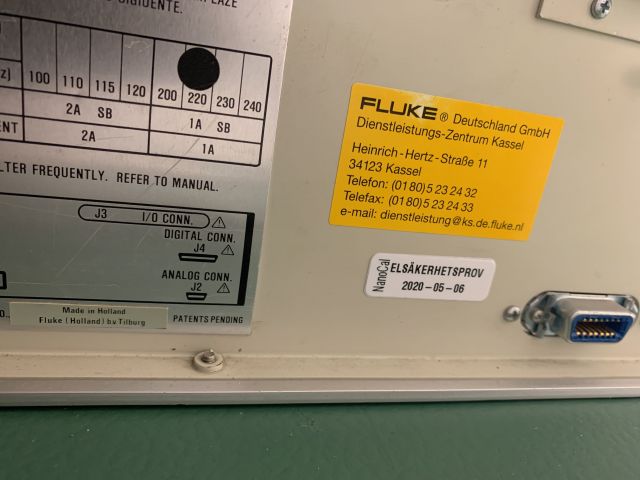 z) 100 110 115 120 200 220 230 240
2A SB 1A SB
ENT 2A 1A
LTER FREQUENTLY. REFER TO MANUAL.
J3 I/O CONN.
DIGITAL CONN.
J4
ANALOG CONN.
J2
O.
Made in Holland
Fluke (Holland) b.v. Tilburg
PATENTS PENDING
FLUKE ® Deutschland GmbH
Dienstleistungs-Zentrum Kassel
Heinrich-Hertz-Straße 11
34123 Kassel
Telefon: (0180)5 23 24 32
Telefax: (0180)5 23 24 33
e-mail: dienstleistung@ks.de.fluke.nl
NanoCal
ELSÄKERHETSPROV
2020-05-06